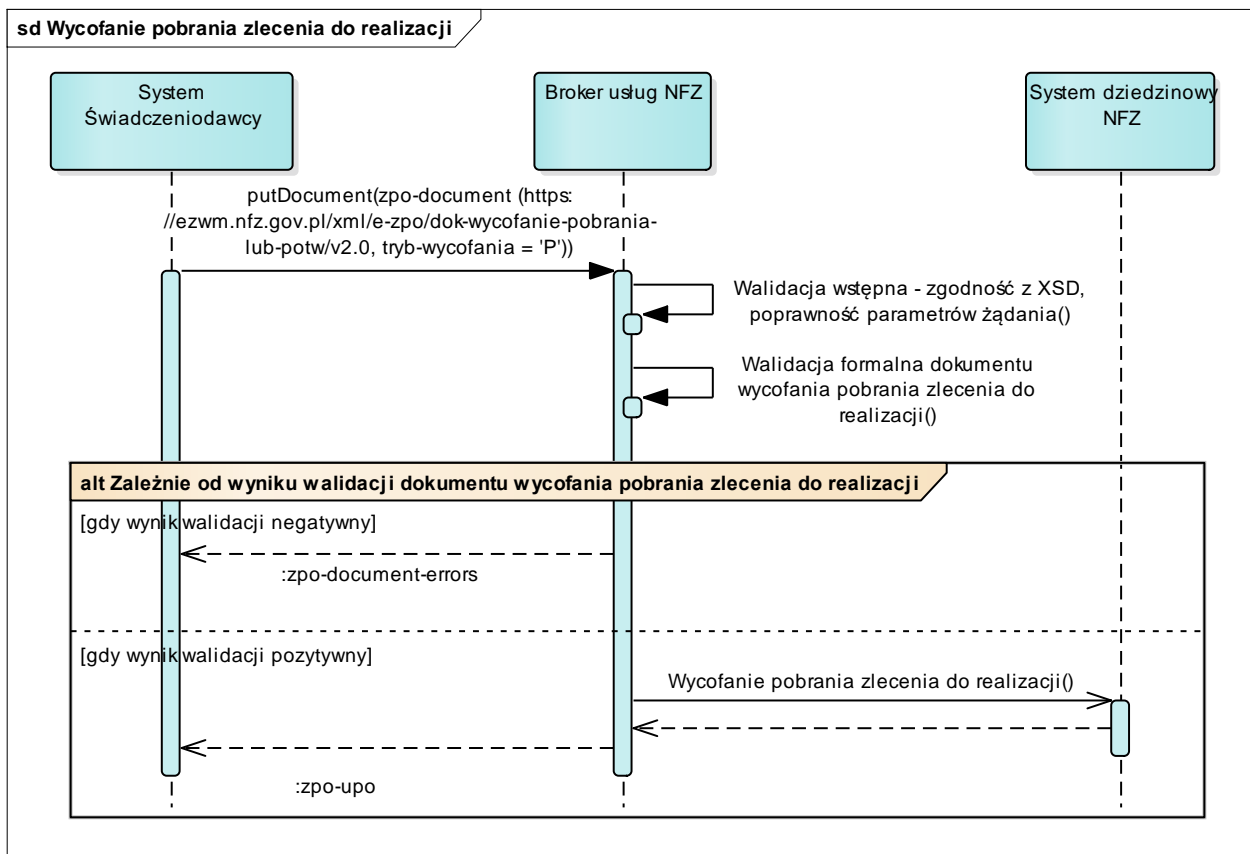 sd Wycofanie pobrania zlecenia do realizacji
System
Świadczeniodawcy
Broker usług NFZ
System dziedzinowy
NFZ
putDocument(zpo-document (https:
//ezwm.nfz.gov.pl/xml/e-zpo/dok-wycofanie-pobrania-
lub-potw/v2.0, tryb-wycofania = 'P'))
Walidacja wstępna - zgodność z XSD,
poprawność parametrów żądania()
Walidacja formalna dokumentu
wycofania pobrania zlecenia do
realizacji()
alt Zależnie od wyniku walidacji dokumentu wycofania pobrania zlecenia do realizacji
[gdy wynik walidacji negatywny]
:zpo-document-errors
[gdy wynik walidacji pozytywny]
Wycofanie pobrania zlecenia do realizacji()
:zpo-upo